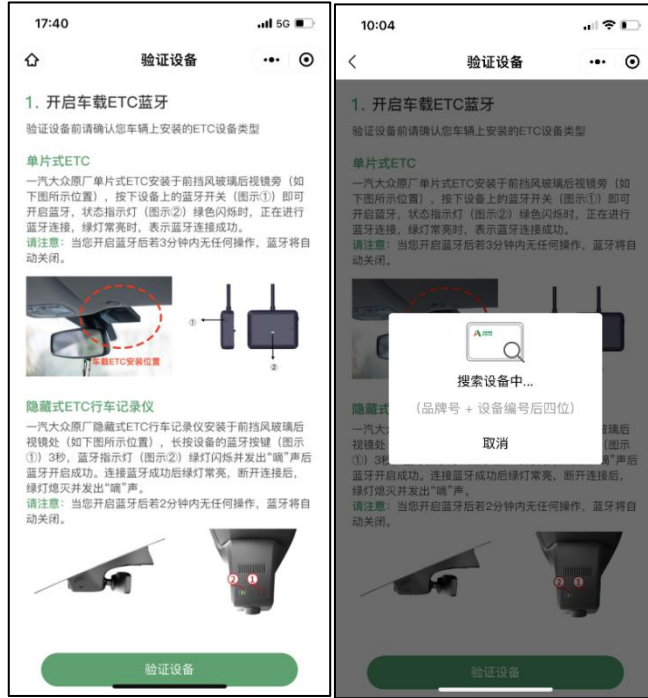 17:40
5G
验证设备
1. 开启车载ETC蓝牙
验证设备前请确认您车辆上安装的ETC设备类型
单片式ETC
一汽大众原厂单片式ETC安装于前挡风玻璃后视镜旁（如
下图所示位置），按下设备上的蓝牙开关（图示①）即可
开启蓝牙，状态指示灯（图示②）绿色闪烁时，正在进行
蓝牙连接，绿灯常亮时，表示蓝牙连接成功。
请注意：当您开启蓝牙后若3分钟内无任何操作，蓝牙将自
动关闭。
车载ETC安装位置
①
②
隐藏式ETC行车记录仪
一汽大众原厂隐藏式ETC行车记录仪安装于前挡风玻璃后
视镜处（如下图所示位置），长按设备的蓝牙按键（图示
①）3秒，蓝牙指示灯（图示②）绿灯闪烁并发出“嘀”声后
蓝牙开启成功。连接蓝牙成功后绿灯常亮，断开连接后，
绿灯熄灭并发出“嘀”声。
请注意：当您开启蓝牙后若2分钟内无任何操作，蓝牙将自
动关闭。
2 1
验证设备
10:04
验证设备
1. 开启车载ETC蓝牙
验证设备前请确认您车辆上安装的ETC设备类型
单片式ETC
一汽大众原厂单片式ETC安装于前挡风玻璃后视镜旁（如
下图所示位置），按下设备上的蓝牙开关（图示①）即可
开启蓝牙，状态指示灯（图示②）绿色闪烁时，正在进行
蓝牙连接，绿灯常亮时，表示蓝牙连接成功。
请注意：当您开启蓝牙后若3分钟内无任何操作，蓝牙将自
动关闭。
搜索设备中...
（品牌号 + 设备编号后四位）
取消
隐藏式
一汽
璃后
视镜处
（图示
①）3秒
”声后
蓝牙开启成功。连接蓝牙成功后绿灯常亮，断开连接后，
绿灯熄灭并发出“嘀”声。
请注意：当您开启蓝牙后若2分钟内无任何操作，蓝牙将自
动关闭。
2 1
验证设备